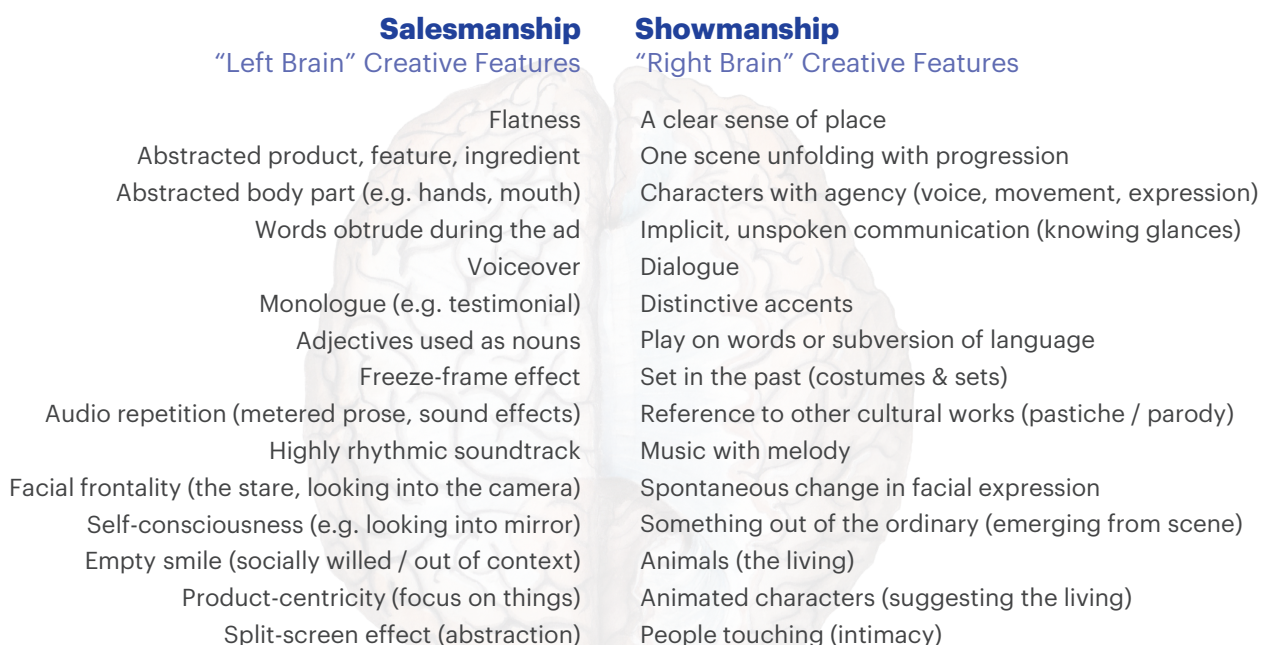 Salesmanship
"Left Brain" Creative Features
Flatness
Abstracted product, feature, ingredient
Abstracted body part (e.g. hands, mouth)
Words obtrude during the ad
Voiceover
Monologue (e.g. testimonial)
Adjectives used as nouns
Freeze-frame effect
Audio repetition (metered prose, sound effects)
Highly rhythmic soundtrack
Facial frontality (the stare, looking into the camera)
Self-consciousness (e.g. looking into mirror)
Empty smile (socially willed / out of context)
Product-centricity (focus on things)
Split-screen effect (abstraction)
Showmanship
"Right Brain" Creative Features
A clear sense of place
One scene unfolding with progression
Characters with agency (voice, movement, expression)
Implicit, unspoken communication (knowing glances)
Dialogue
Distinctive accents
Play on words or subversion of language
Set in the past (costumes & sets)
Reference to other cultural works (pastiche / parody)
Music with melody
Spontaneous change in facial expression
Something out of the ordinary (emerging from scene)
Animals (the living)
Animated characters (suggesting the living)
People touching (intimacy)